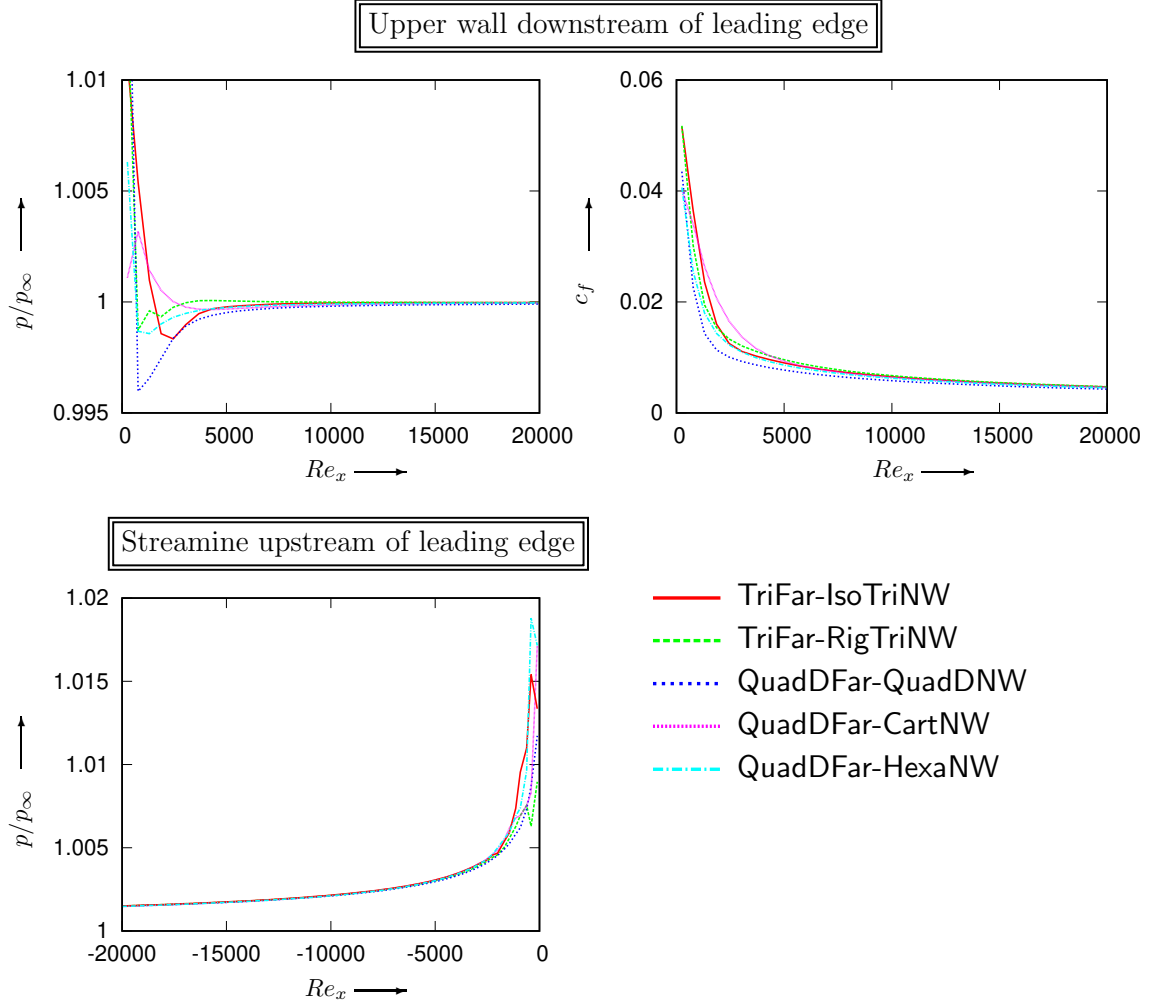 Upper wall downstream of leading edge
1.01
1.005
1
0.995
p/p∞
0
5000
10000
15000
20000
Re_x
0.06
0.04
0.02
0
c_f
0
5000
10000
15000
20000
Re_x
Streamine upstream of leading edge
1.02
1.015
1.01
1.005
1
p/p∞
-20000
-15000
-10000
-5000
0
Re_x
TriFar-IsoTriNW
TriFar-RigTriNW
QuadDFar-QuadDNW
QuadDFar-CartNW
QuadDFar-HexaNW